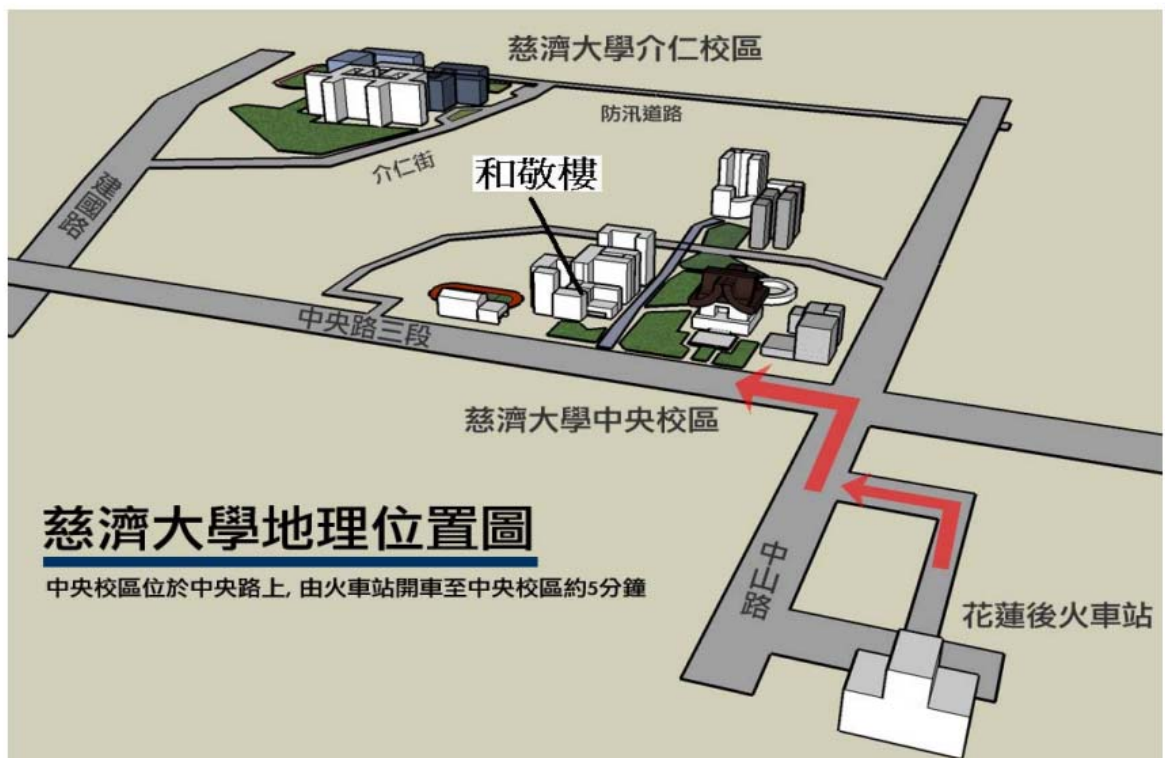 慈濟大學介仁校區
防汛道路
介仁街
和敬樓
建國路
中央路三段
慈濟大學中央校區
慈濟大學地理位置圖
中央校區位於中央路上, 由火車站開車至中央校區約5分鐘
中山路
花蓮後火車站